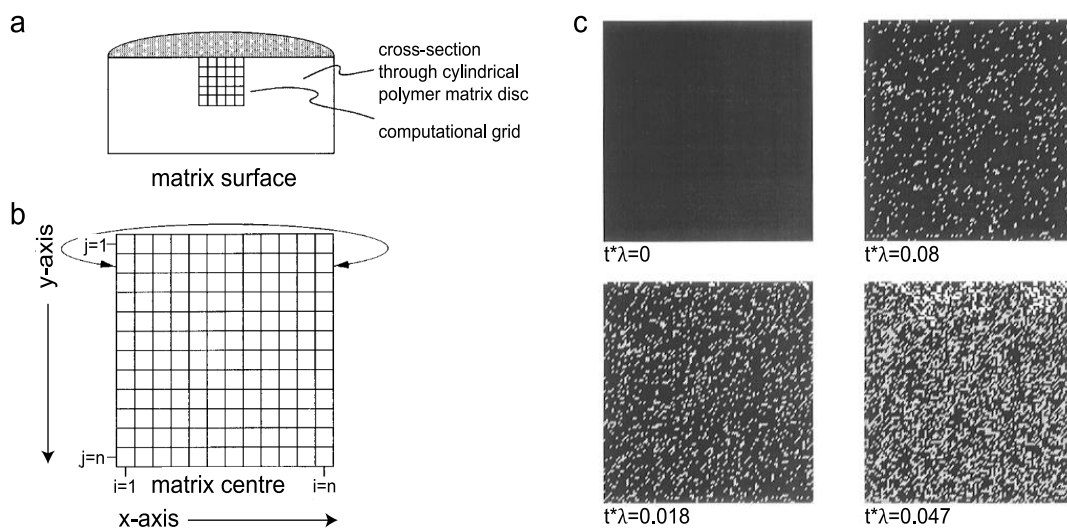 a
cross-section
through cylindrical
polymer matrix disc
computational grid
matrix surface
b
y-axis
j=1
j=n
i=1
matrix centre
i=n
x-axis
c
t*λ=0
t*λ=0.08
t*λ=0.018
t*λ=0.047